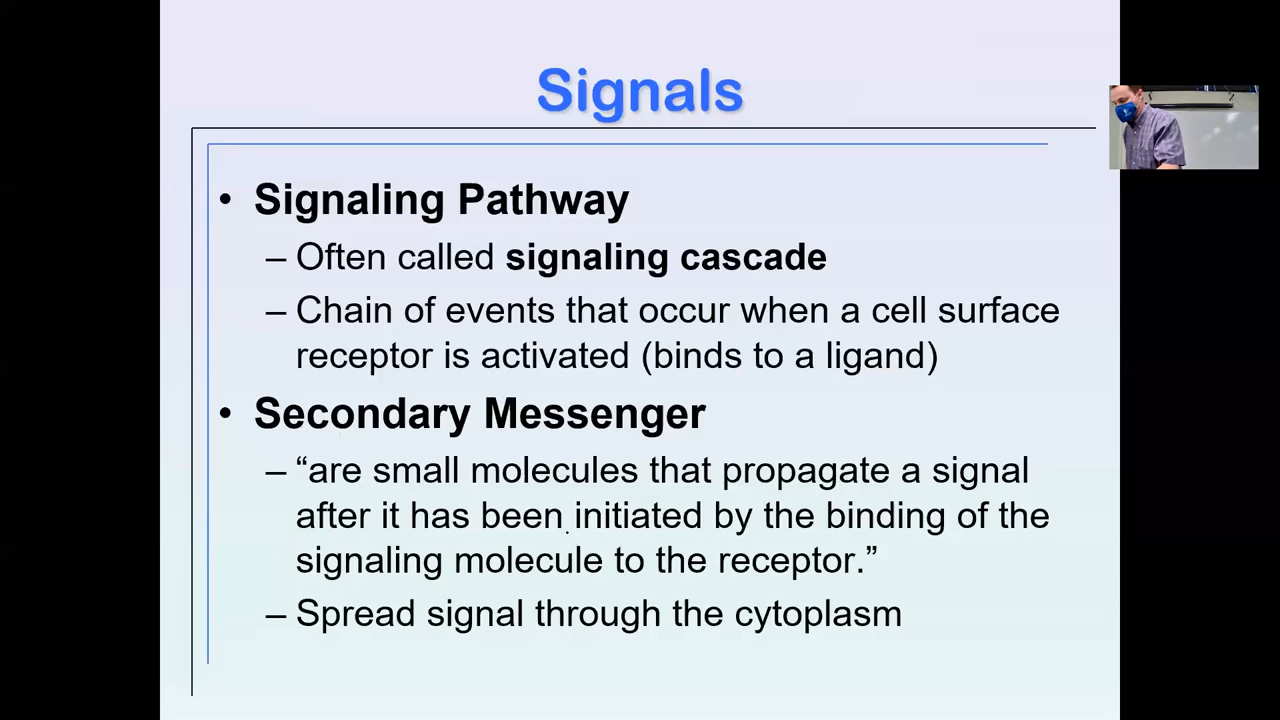 Signals
• Signaling Pathway
– Often called signaling cascade
– Chain of events that occur when a cell surface
receptor is activated (binds to a ligand)
• Secondary Messenger
– “are small molecules that propagate a signal
after it has been initiated by the binding of the
signaling molecule to the receptor.”
– Spread signal through the cytoplasm